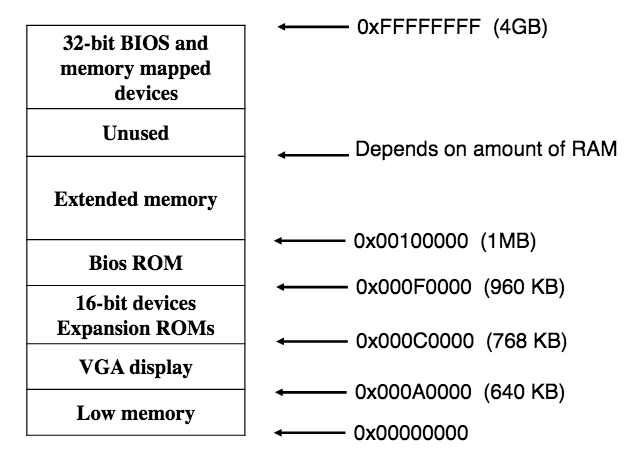 0xFFFFFFFF (4GB)
32-bit BIOS and
memory mapped
devices
Unused
Depends on amount of RAM
Extended memory
0x00100000 (1MB)
Bios ROM
0x000F0000 (960 KB)
16-bit devices
Expansion ROMs
0x000C0000 (768 KB)
VGA display
0x000A0000 (640 KB)
Low memory
0x00000000